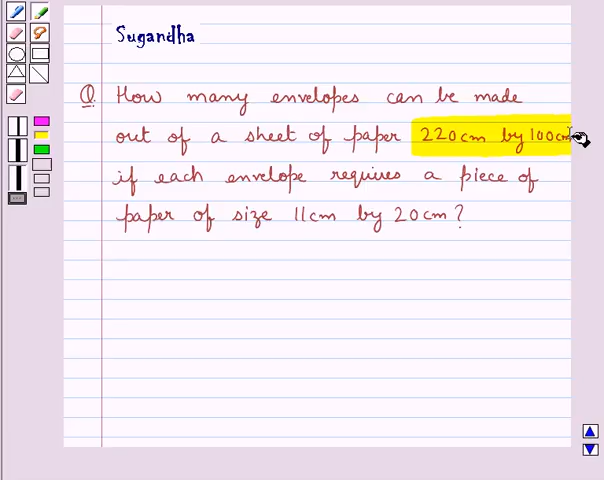 Sugandha
Q. How many envelopes can be made
out of a sheet of paper 220cm by 100cm
if each envelope requires a piece of
paper of size 11cm by 20cm?